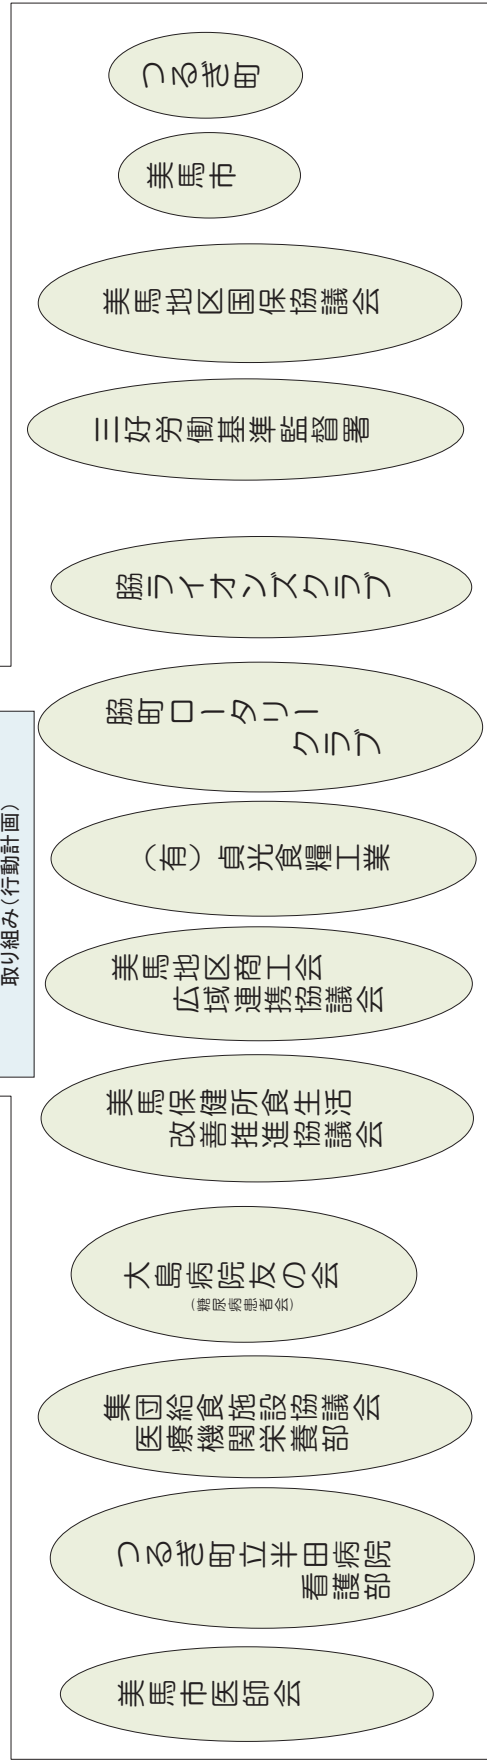 取り組み（行動計画）
つるぎ町
美馬市
美馬地区国保協議会
三好労働基準監督署
脇ライオンズクラブ
脇町ロータリー
クラブ
（有）貞光食糧工業
美馬地区商工会
広域連携協議会
美馬保健所食生活
改善推進協議会
大島病院友の会
（糖尿病患者会）
集団給食施設協議会
医療機関栄養部
つるぎ町立半田病院
看護部
美馬市医師会